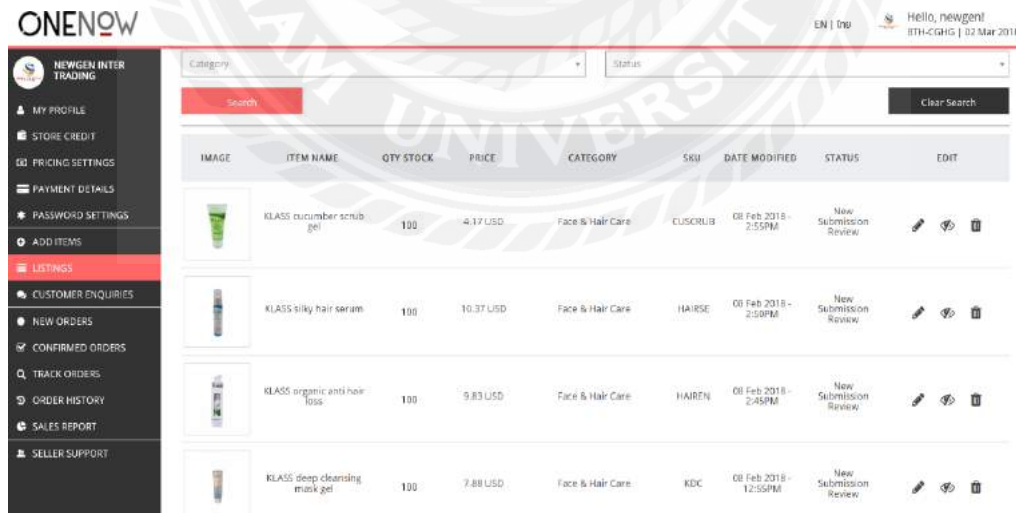 ONENOW
EN | ไทย
Hello, newgen!
BTH-CGHG | 02 Mar 2018
NEWGEN INTER
TRADING
MY PROFILE
STORE CREDIT
PRICING SETTINGS
PAYMENT DETAILS
PASSWORD SETTINGS
ADD ITEMS
LISTINGS
CUSTOMER ENQUIRIES
NEW ORDERS
CONFIRMED ORDERS
TRACK ORDERS
ORDER HISTORY
SALES REPORT
SELLER SUPPORT
Category
Status
Search
Clear Search
UNIVERS
IMAGE ITEM NAME QTY STOCK PRICE CATEGORY SKU DATE MODIFIED STATUS EDIT
KLASS cucumber scrub
gel
100
4.17 USD
Face & Hair Care
CUSCRUB
08 Feb 2018 -
2:55PM
New
Submission
Review
KLASS silky hair serum
100
10.37 USD
Face & Hair Care
HAIRSE
08 Feb 2018 -
2:50PM
New
Submission
Review
KLASS organic anti hair
loss
100
9.83 USD
Face & Hair Care
HAIREN
08 Feb 2018 -
2:45PM
New
Submission
Review
KLASS deep cleansing
mask gel
100
7.88 USD
Face & Hair Care
KDC
08 Feb 2018 -
12:55PM
New
Submission
Review